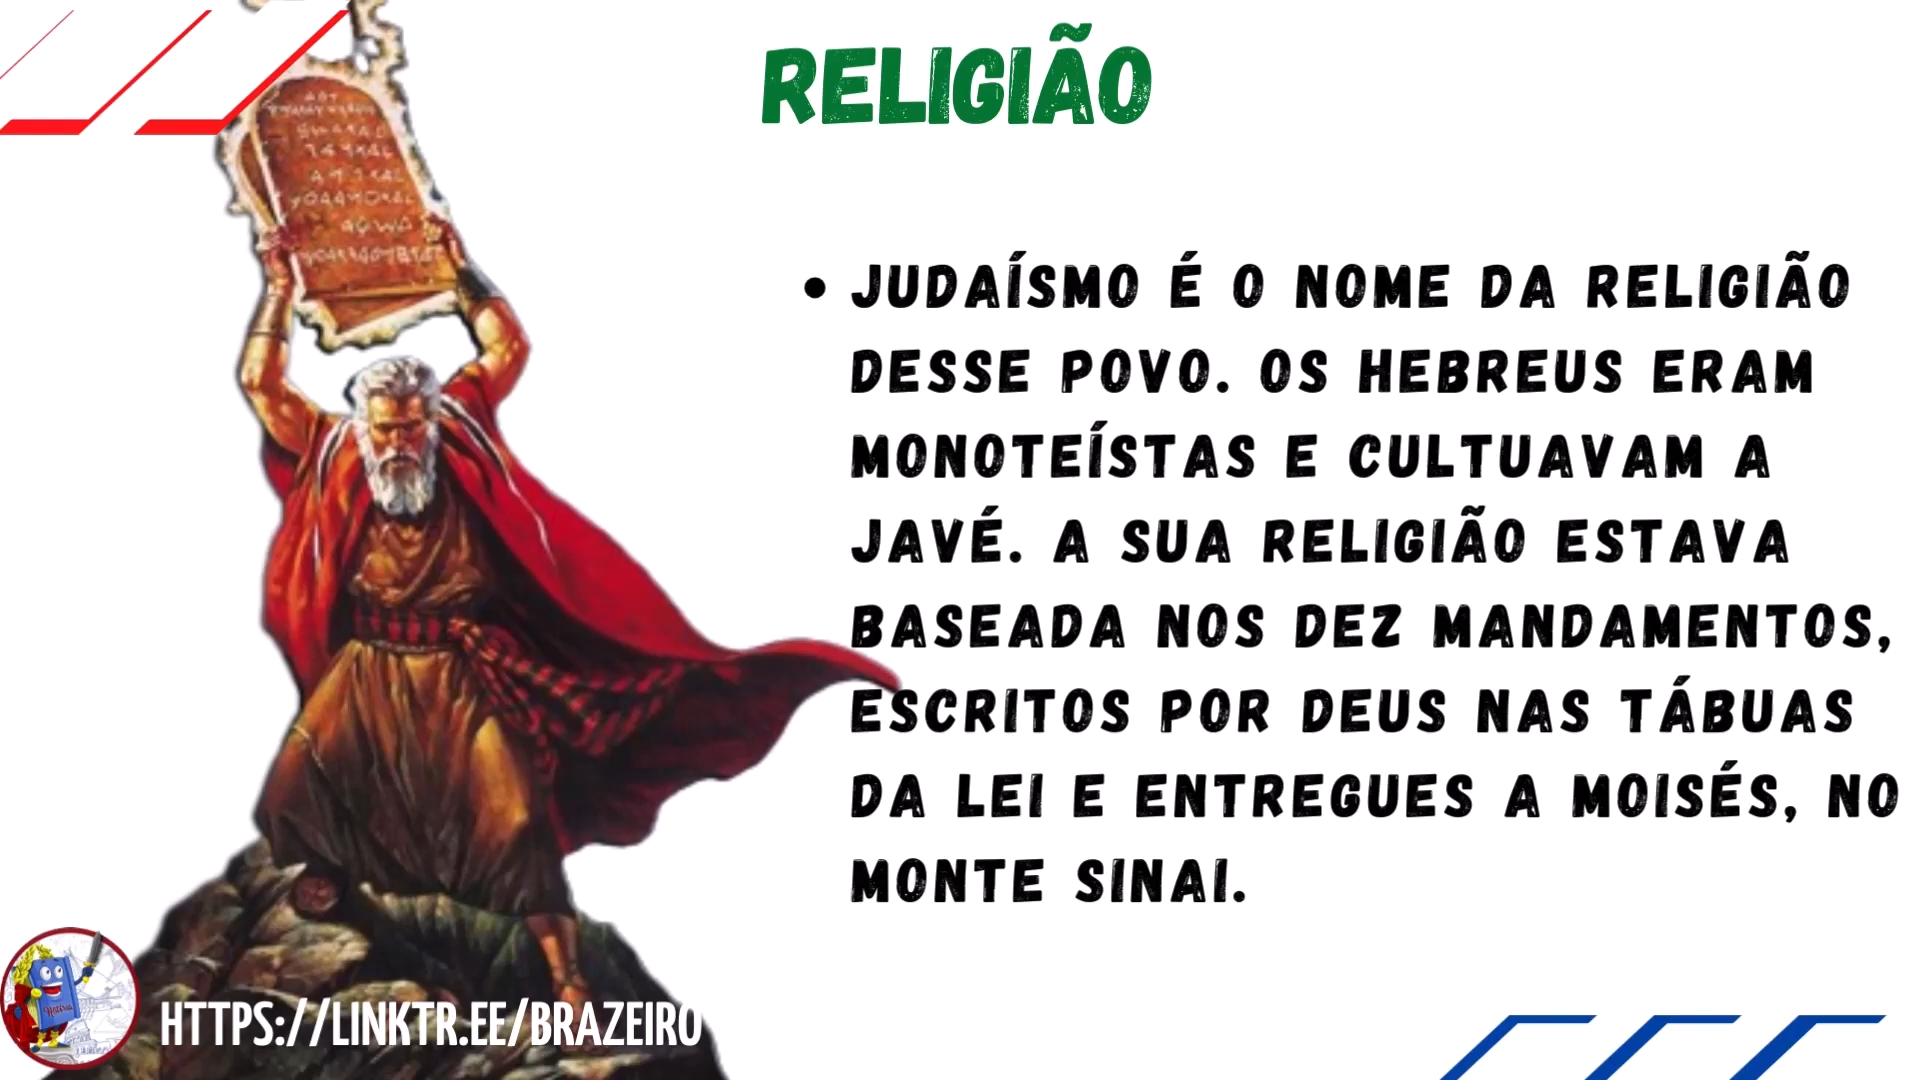 RELIGIÃO
• JUDAÍSMO É O NOME DA RELIGIÃO
DESSE POVO. OS HEBREUS ERAM
MONOTEÍSTAS E CULTUAVAM A
JAVÉ. A SUA RELIGIÃO ESTAVA
BASEADA NOS DEZ MANDAMENTOS,
ESCRITOS POR DEUS NAS TÁBUAS
DA LEI E ENTREGUES A MOISÉS, NO
MONTE SINAI.
HTTPS://LINKTR.EE/BRAZEIRO